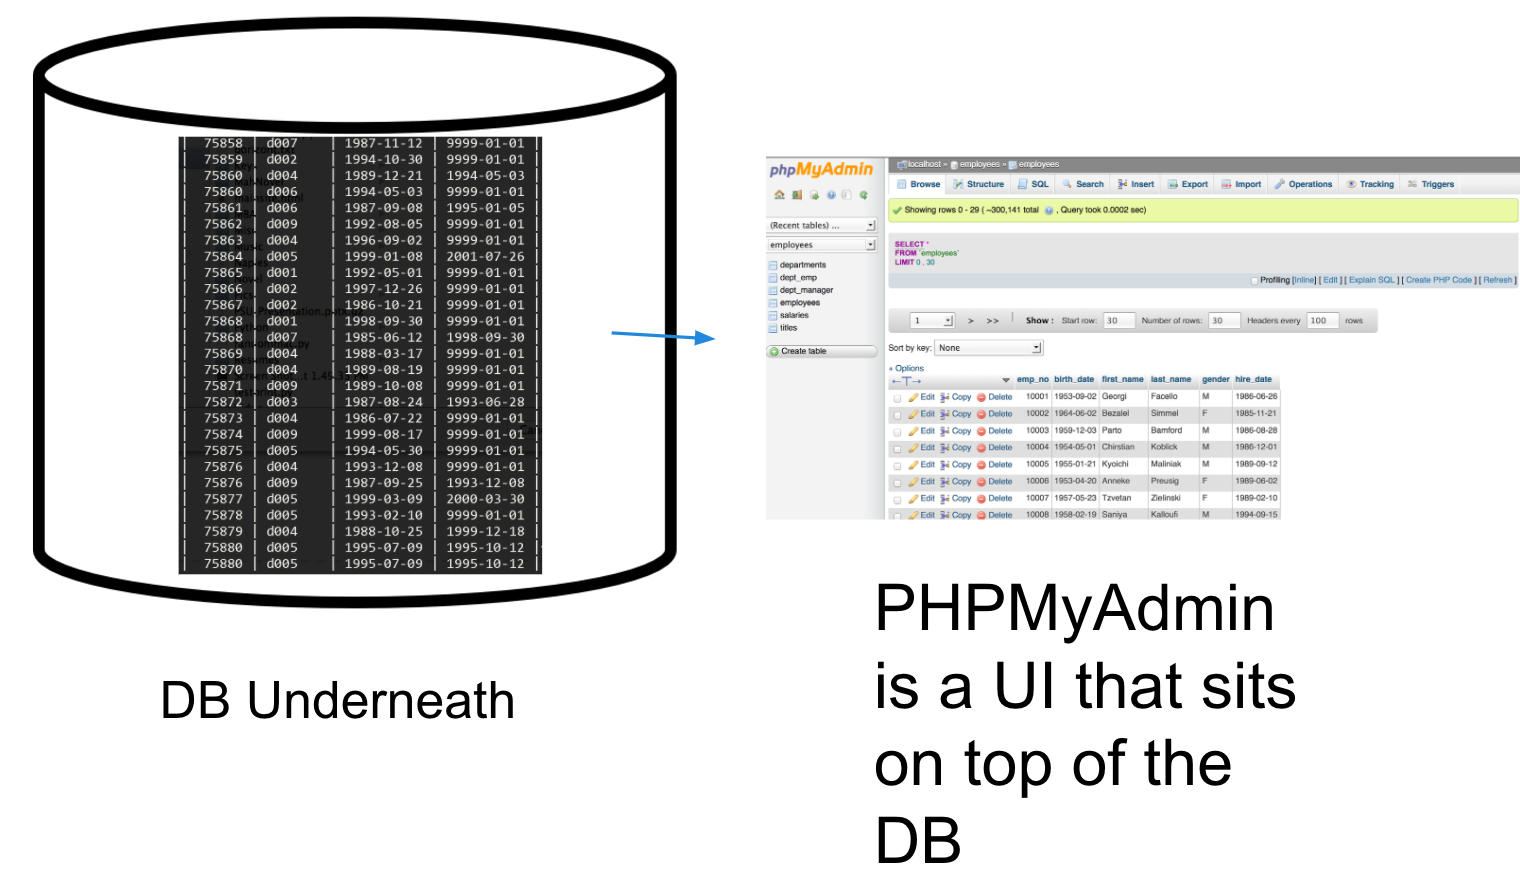 75858 | d007 | 1987-11-12 | 9999-01-01
75859 | d002 | 1994-10-30 | 9999-01-01
75860 | d004 | 1989-12-21 | 1994-05-03
75860 | d006 | 1994-05-03 | 9999-01-01
75861 | d006 | 1987-09-08 | 1995-01-05
75862 | d009 | 1992-08-05 | 9999-01-01
75863 | d004 | 1996-09-02 | 9999-01-01
75864 | d005 | 1999-01-08 | 2001-07-26
75865 | d001 | 1992-05-01 | 9999-01-01
75866 | d002 | 1997-12-26 | 9999-01-01
75867 | d002 | 1986-10-21 | 9999-01-01
| d001 | 1998-09-30 | 9999-01-01
75868 | d007 | 1985-06-12 | 1998-09-30
75869 | d004 | 1988-03-17 | 9999-01-01
75870 | d004 | 1989-08-19 | 9999-01-01
75871 | d009 | 1989-10-08 | 9999-01-01
75872 | d003 | 1987-08-24 | 1993-06-28
75873 | d004 | 1986-07-22 | 9999-01-01
75874 | d009 | 1999-08-17 | 9999-01-01
75875 | d005 | 1994-05-30 | 9999-01-01
75876 | d004 | 1993-12-08 | 9999-01-01
75876 | d009 | 1987-09-25 | 1993-12-08
75877 | d005 | 1999-03-09 | 2000-03-30
75878 | d005 | 1993-02-10 | 9999-01-01
75879 | d004 | 1988-10-25 | 1999-12-18
75880 | d005 | 1995-07-09 | 1995-10-12
75880 | d005 | 1995-07-09 | 1995-10-12
DB Underneath
phpMyAdmin
(Recent tables) ...
employees
departments
dept_emp
dept_manager
employees
salaries
titles
Create table
localhost » employees » employees
Browse Structure SQL Search Insert Export Import Operations Tracking Triggers
Showing rows 0 - 29 ( ~300,141 total , Query took 0.0002 sec)
SELECT *
FROM `employees`
LIMIT 0 , 30
Profiling [Inline] [ Edit ] [ Explain SQL ] [ Create PHP Code ] [ Refresh ]
1 > >> Show : Start row: 30 Number of rows: 30 Headers every 100 rows
Sort by key: None
+ Options
←T→ emp_no birth_date first_name last_name gender hire_date
Edit Copy Delete 10001 1953-09-02 Georgi Facello M 1986-06-26
Edit Copy Delete 10002 1964-06-02 Bezalel Simmel F 1985-11-21
Edit Copy Delete 10003 1959-12-03 Parto Bamford M 1986-08-28
Edit Copy Delete 10004 1954-05-01 Chirstian Koblick M 1986-12-01
Edit Copy Delete 10005 1955-01-21 Kyoichi Maliniak M 1989-09-12
Edit Copy Delete 10006 1953-04-20 Anneke Preusig F 1989-06-02
Edit Copy Delete 10007 1957-05-23 Tzvetan Zielinski F 1989-02-10
Edit Copy Delete 10008 1958-02-19 Saniya Kalloufi M 1994-09-15
PHPMyAdmin
is a UI that sits
on top of the
DB